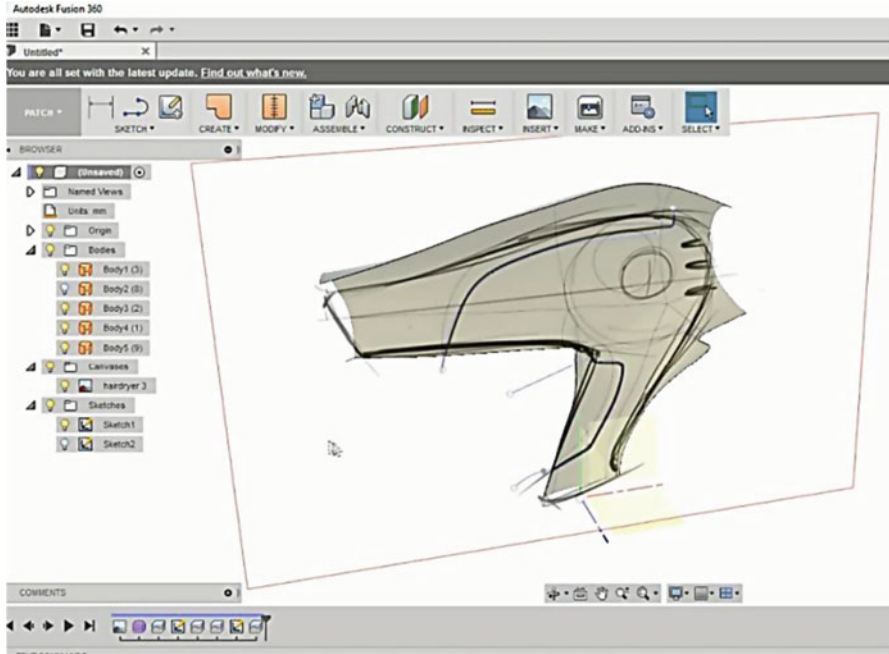 Autodesk Fusion 360
Untitled*
You are all set with the latest update. Find out what's new.
PATCH
SKETCH
CREATE
MODIFY
ASSEMBLE
CONSTRUCT
INSPECT
INSERT
MAKE
ADD-INS
SELECT
BROWSER
(Unsaved)
Named Views
Units: mm
Origin
Bodies
Body1 (3)
Body2 (8)
Body3 (2)
Body4 (1)
Body5 (9)
Canvases
hairdryer 3
Sketches
Sketch1
Sketch2
COMMENTS